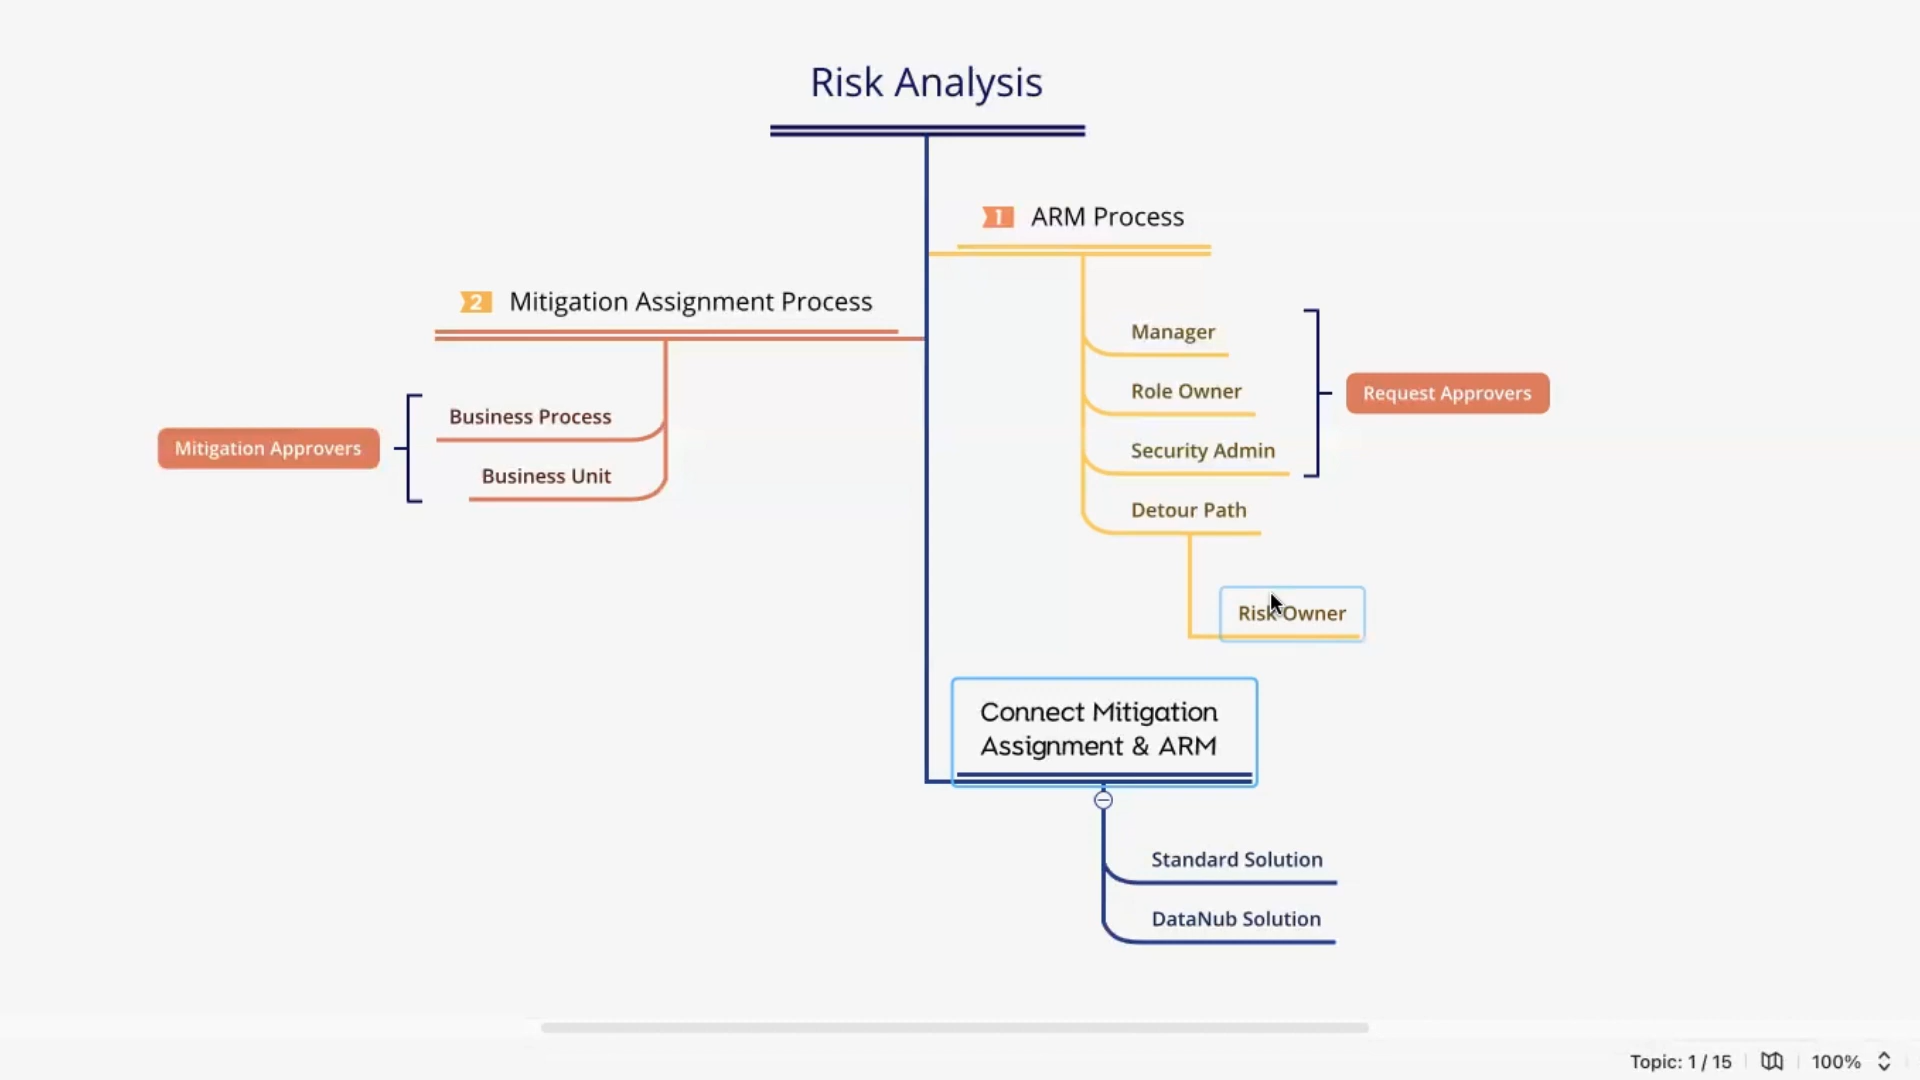 Risk Analysis
1 ARM Process
2 Mitigation Assignment Process
Manager
Role Owner
Security Admin
Detour Path
Request Approvers
Business Process
Business Unit
Mitigation Approvers
Risk Owner
Connect Mitigation
Assignment & ARM
Standard Solution
DataNub Solution
Topic: 1 / 15 100%